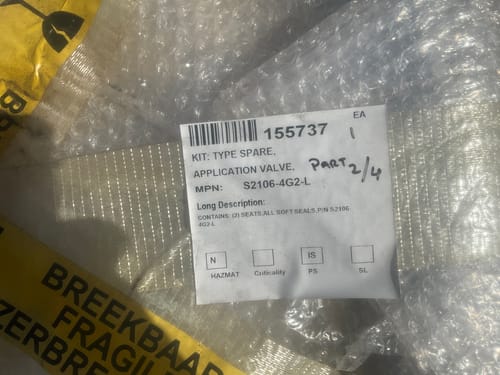 155737
EA
1
KIT: TYPE SPARE,
APPLICATION VALVE,
PART 2/4
MPN: S2106-4G2-L
Long Description:
CONTAINS: (2) SEATS,ALL SOFT SEALS,P/N S2106
4G2-L
N
IS
HAZMAT Criticality PS SL
BREEKBAAR
FRAGIL
ZERBRE